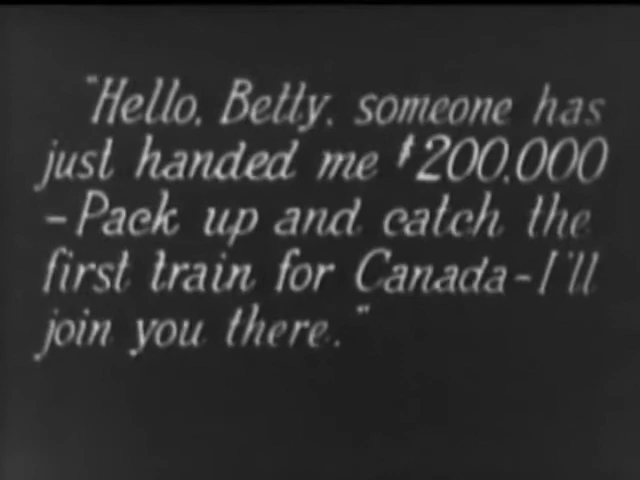 "Hello, Betty, someone has
just handed me $200,000
-Pack up and catch the
first train for Canada-I'll
join you there."